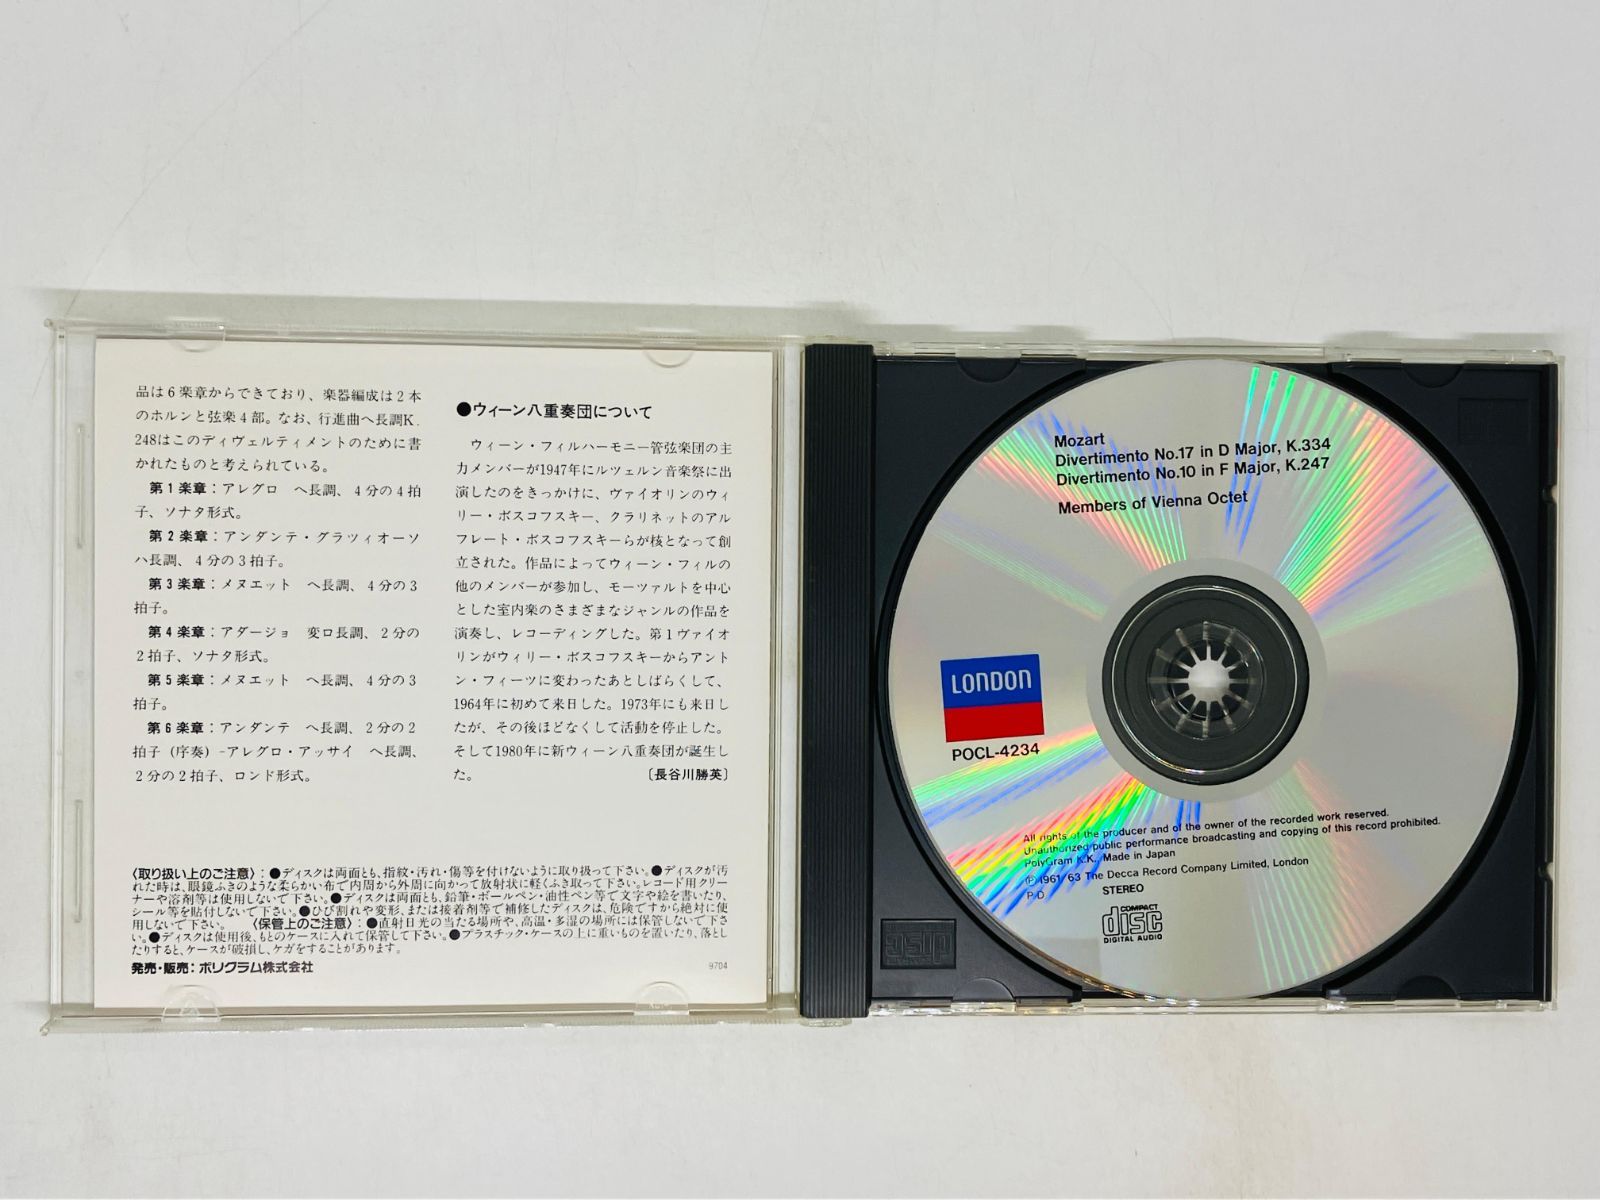 品は6楽章からできており、楽器編成は2本
のホルンと弦楽4部。なお、行進曲ヘ長調K.
248はこのディヴェルティメントのために書
かれたものと考えられている。
第1楽章：アレグロ　ヘ長調、4分の4拍
子、ソナタ形式。
第2楽章：アンダンテ・グラツィオーソ
ハ長調、4分の3拍子。
第3楽章：メヌエット　ヘ長調、4分の3
拍子。
第4楽章：アダージョ　変ロ長調、2分の
2拍子、ソナタ形式。
第5楽章：メヌエット　ヘ長調、4分の3
拍子。
第6楽章：アンダンテ　ヘ長調、2分の2
拍子（序奏）-アレグロ・アッサイ　ヘ長調、
2分の2拍子、ロンド形式。
●ウィーン八重奏団について
ウィーン・フィルハーモニー管弦楽団の主
力メンバーが1947年にルツェルン音楽祭に出
演したのをきっかけに、ヴァイオリンのウィ
リー・ボスコフスキー、クラリネットのアル
フレート・ボスコフスキーらが核となって創
立された。作品によってウィーン・フィルの
他のメンバーが参加し、モーツァルトを中心
とした室内楽のさまざまなジャンルの作品を
演奏し、レコーディングした。第1ヴァイオ
リンがウィリー・ボスコフスキーからアント
ン・フィーツに変わったあとしばらくして、
1964年に初めて来日した。1973年にも来日し
たが、その後ほどなくして活動を停止した。
そして1980年に新ウィーン八重奏団が誕生し
た。〔長谷川勝英〕
〈取り扱い上のご注意〉：●ディスクは両面とも、指紋・汚れ・傷等を付けないように取り扱って下さい。●ディスクが汚
れた時は、眼鏡ふきのような柔らかい布で内周から外周に向かって放射状に軽くふき取って下さい。レコード用クリー
ナーや溶剤等は使用しないで下さい。●ディスクは両面とも、鉛筆・ボールペン・油性ペン等で文字や絵を書いたり、
シール等を貼付しないで下さい。●ひび割れや変形、または接着剤等で補修したディスクは、危険ですから絶対に使
用しないで下さい。〈保管上のご注意〉：●直射日光の当たる場所や、高温・多湿の場所には保管しないで下さ
い。●ディスクは使用後、もとのケースに入れて保管して下さい。●プラスチック・ケースの上に重いものを置いたり、落とし
たりすると、ケースが破損し、ケガをすることがあります。
発売・販売：ポリグラム株式会社
9704
Mozart
Divertimento No.17 in D Major, K.334
Divertimento No.10 in F Major, K.247
Members of Vienna Octet
LONDON
POCL-4234
All rights of the producer and of the owner of the recorded work reserved.
Unauthorized public performance broadcasting and copying of this record prohibited.
PolyGram K.K., Made in Japan
℗ 1961/63 The Decca Record Company Limited, London
P.D. STEREO
COMPACT
disc
DIGITAL AUDIO